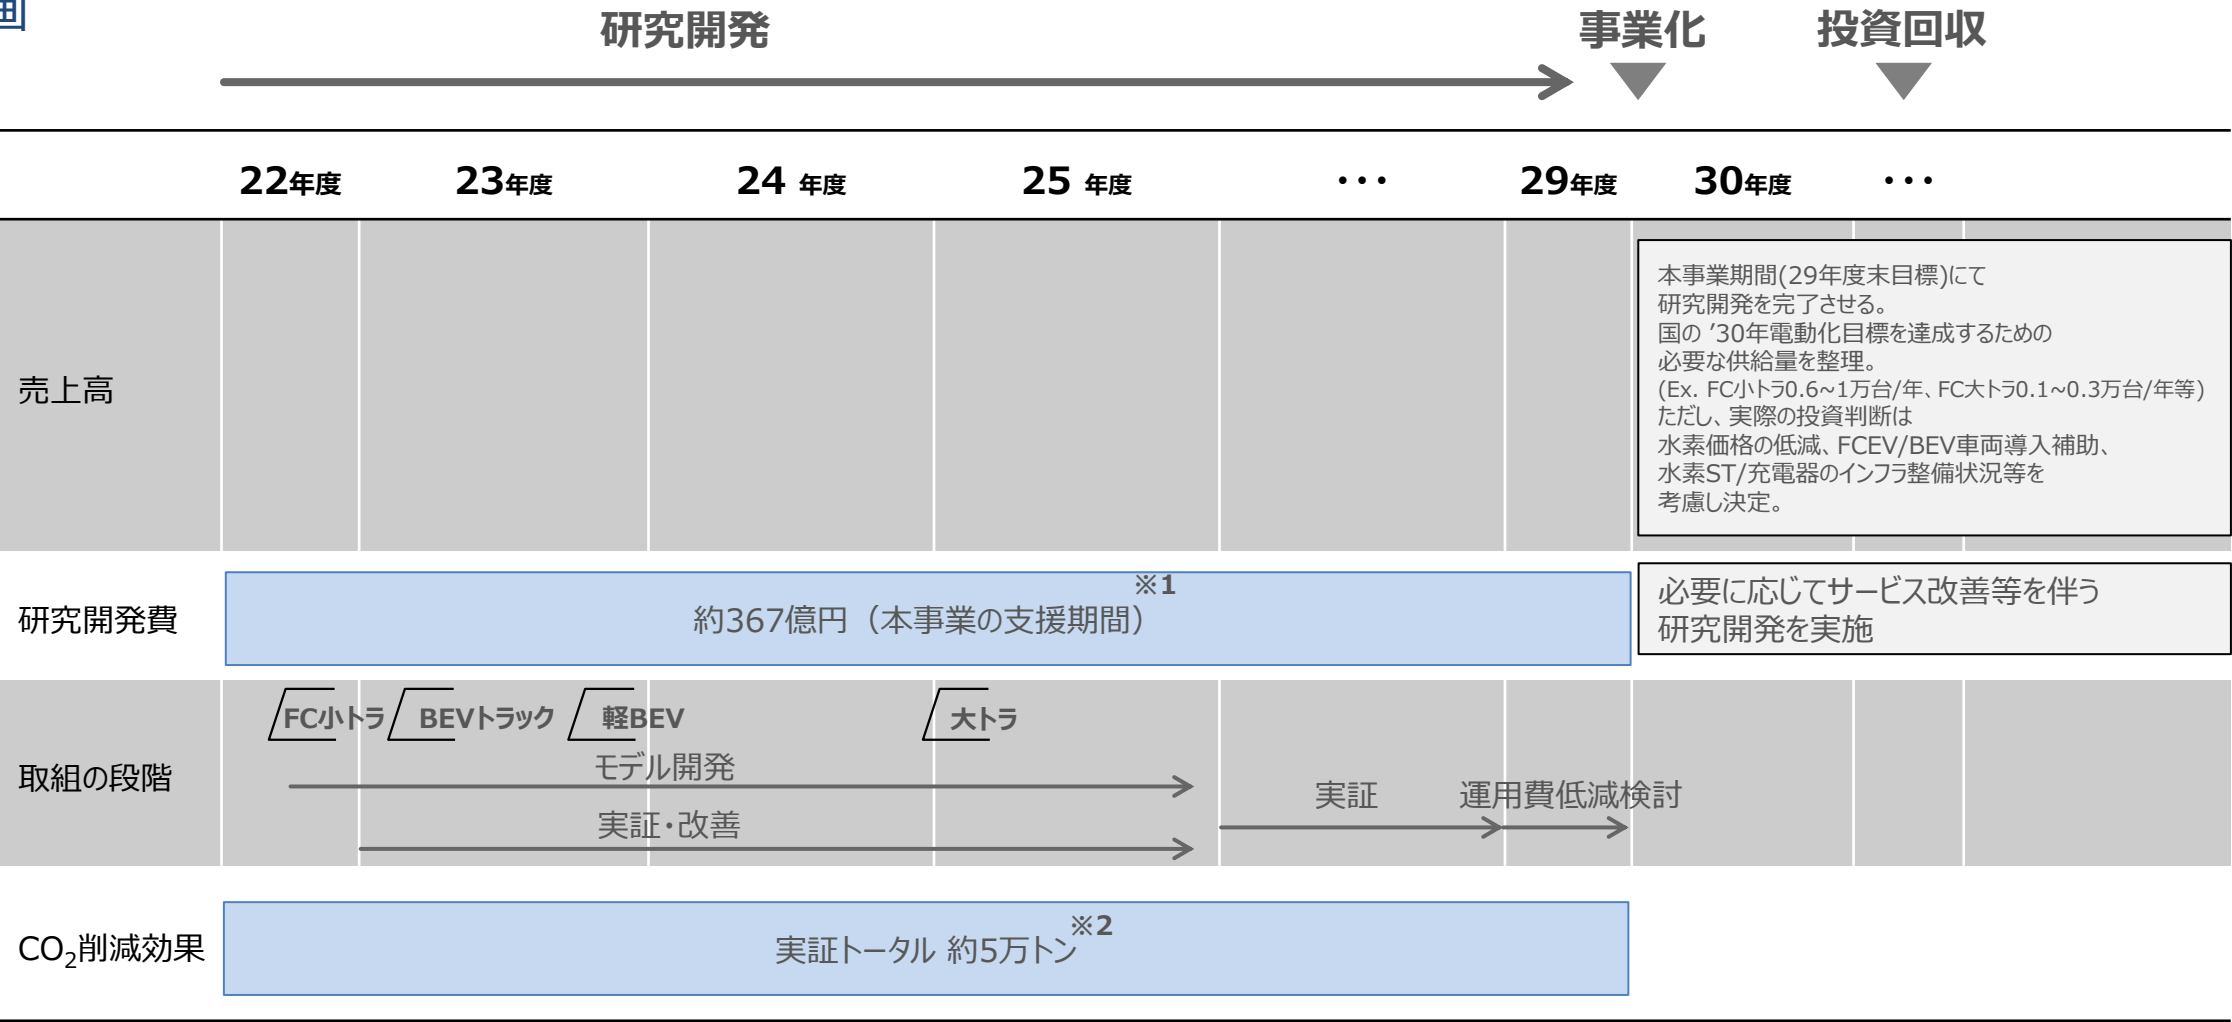 画
研究開発
事業化
投資回収
22年度
23年度
24 年度
25 年度
･･･
29年度
30年度
･･･
売上高
本事業期間(29年度末目標)にて
研究開発を完了させる。
国の ’30年電動化目標を達成するための
必要な供給量を整理。
(Ex. FC小トラ0.6~1万台/年、FC大トラ0.1~0.3万台/年等)
ただし、実際の投資判断は
水素価格の低減、FCEV/BEV車両導入補助、
水素ST/充電器のインフラ整備状況等を
考慮し決定。
研究開発費
約367億円（本事業の支援期間）※1
必要に応じてサービス改善等を伴う
研究開発を実施
取組の段階
FC小トラ
BEVトラック
軽BEV
大トラ
モデル開発
実証・改善
実証
運用費低減検討
CO2削減効果
実証トータル 約5万トン※2